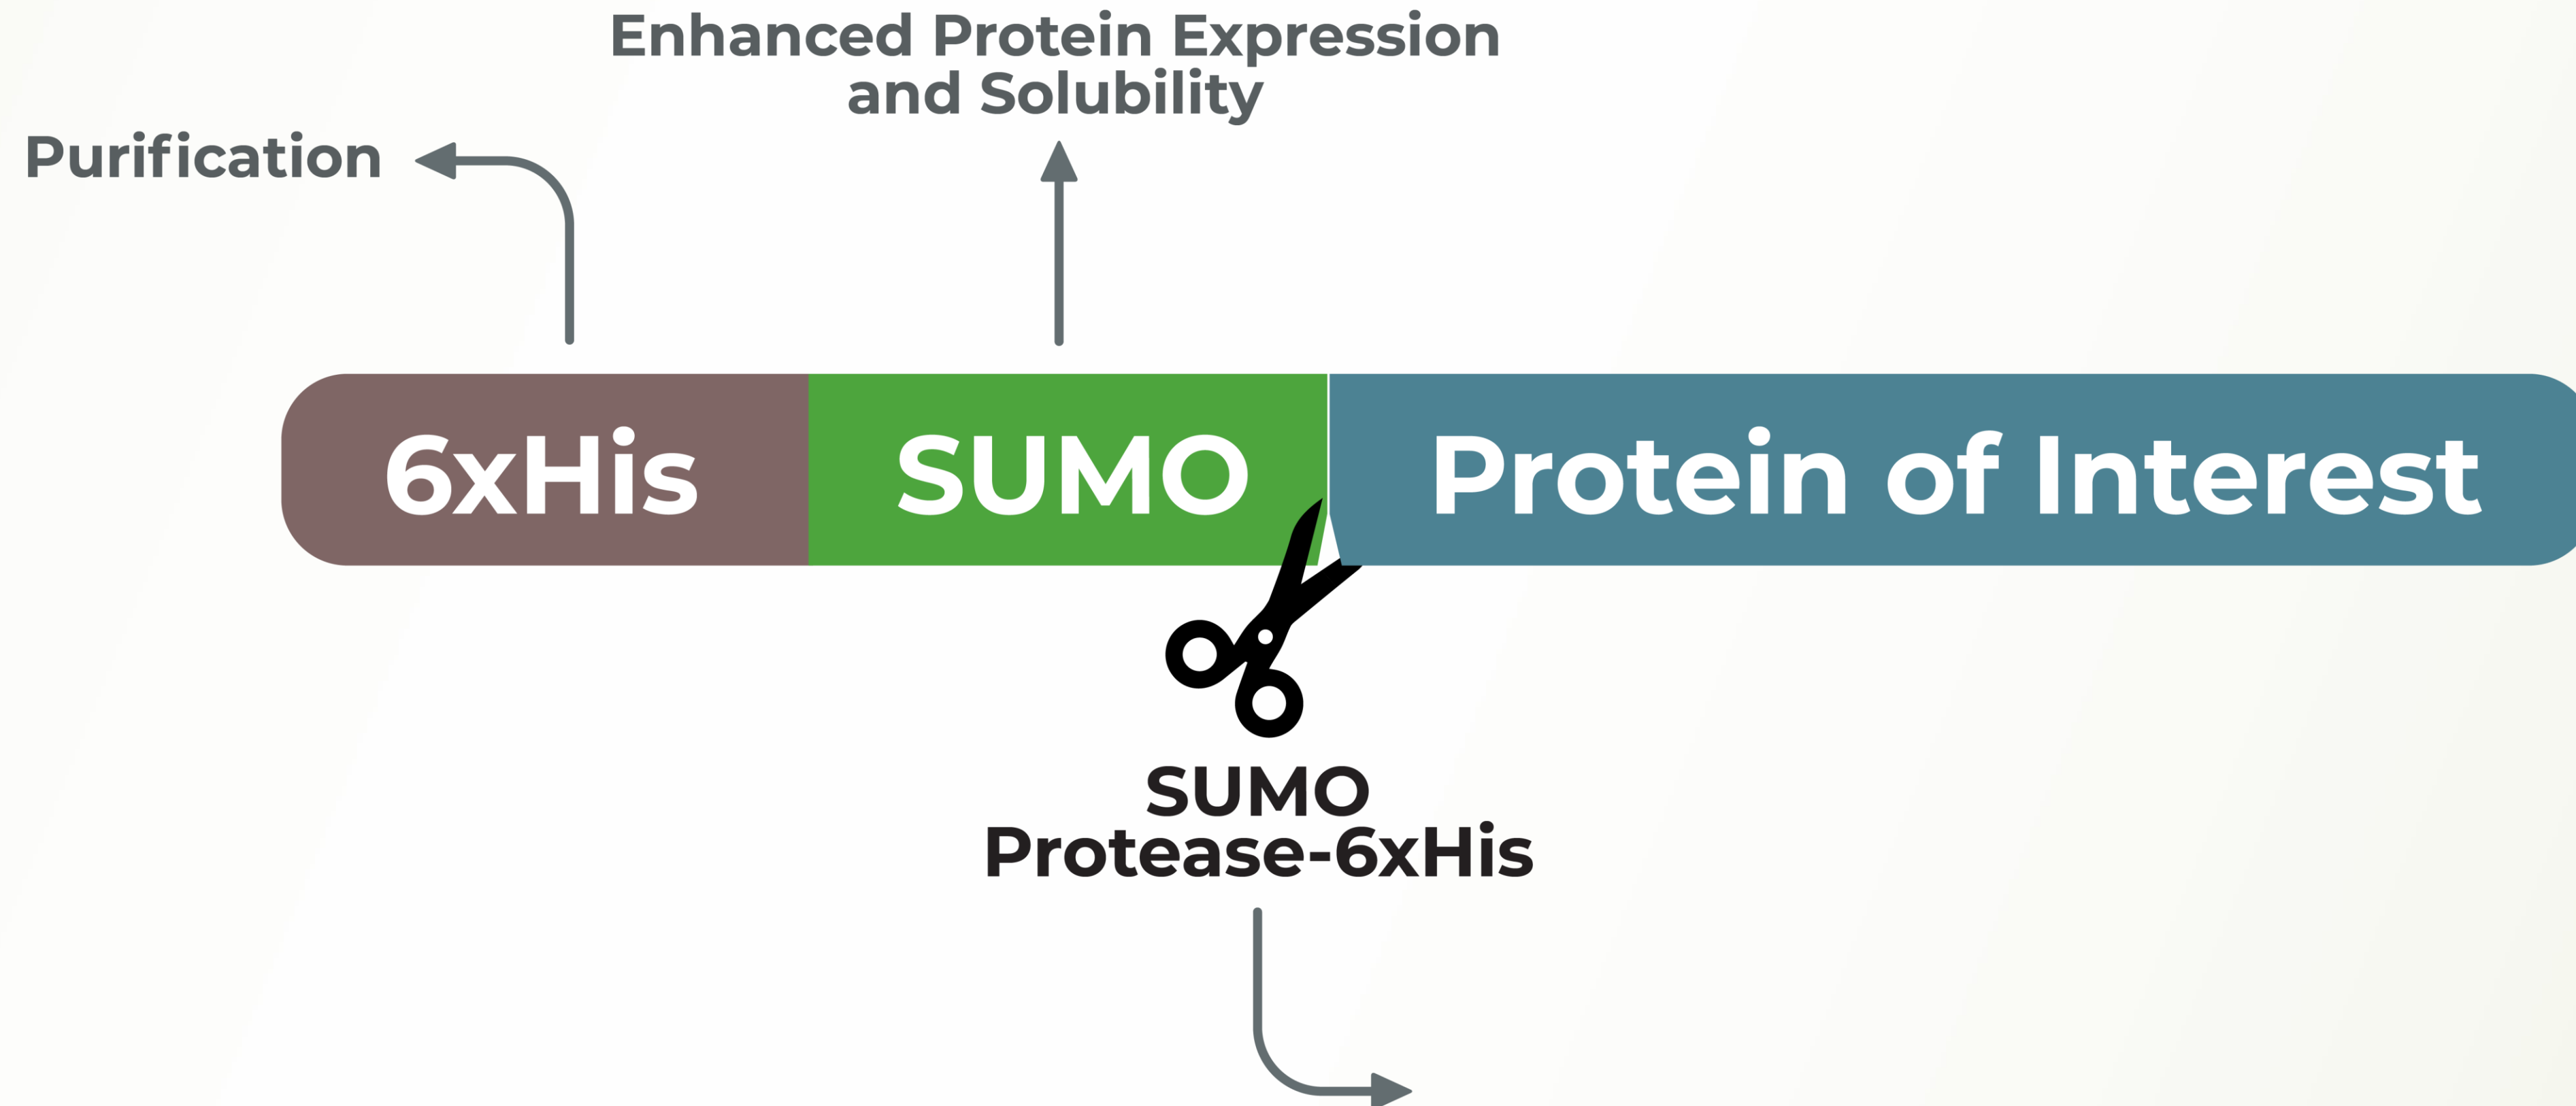 Enhanced Protein Expression
and Solubility
Purification
6xHis
SUMO
Protein of Interest
SUMO
Protease-6xHis